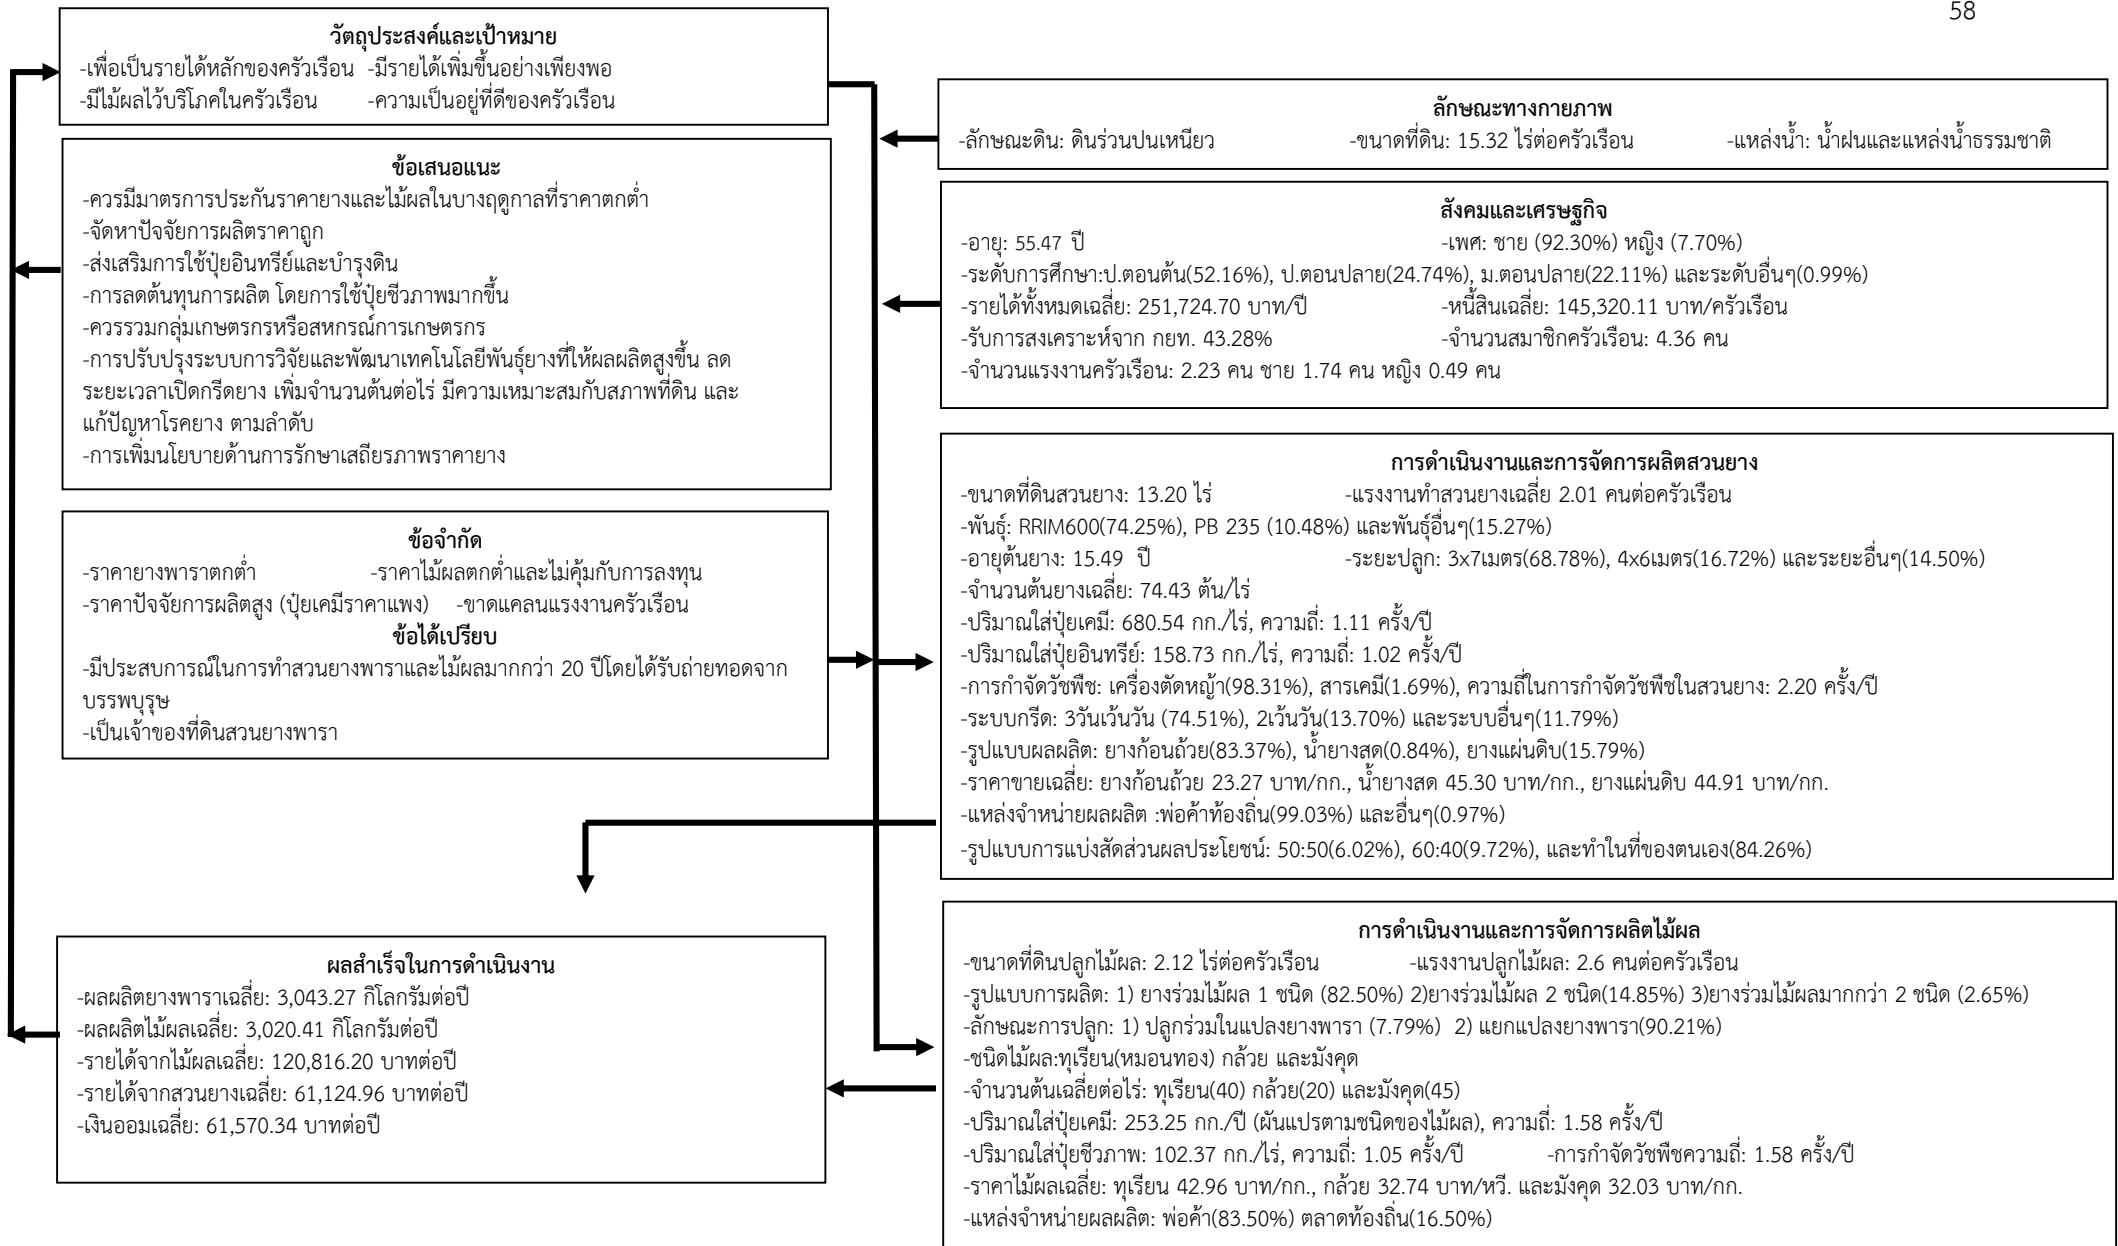 58
วัตถุประสงค์และเป้าหมาย
-เพื่อเป็นรายได้หลักของครัวเรือน -มีรายได้เพิ่มขึ้นอย่างเพียงพอ
-มีไม้ผลไว้บริโภคในครัวเรือน -ความเป็นอยู่ที่ดีของครัวเรือน
ข้อเสนอแนะ
-ควรมีมาตรการประกันราคายางและไม้ผลในบางฤดูกาลที่ราคาตกต่ำ
-จัดหาปัจจัยการผลิตราคาถูก
-ส่งเสริมการใช้ปุ๋ยอินทรีย์และบำรุงดิน
-การลดต้นทุนการผลิต โดยการใช้ปุ๋ยชีวภาพมากขึ้น
-ควรรวมกลุ่มเกษตรกรหรือสหกรณ์การเกษตรกร
-การปรับปรุงระบบการวิจัยและพัฒนาเทคโนโลยีพันธุ์ยางที่ให้ผลผลิตสูงขึ้น ลด
ระยะเวลาเปิดกรีดยาง เพิ่มจำนวนต้นต่อไร่ มีความเหมาะสมกับสภาพที่ดิน และ
แก้ปัญหาโรคยาง ตามลำดับ
-การเพิ่มนโยบายด้านการรักษาเสถียรภาพราคายาง
ข้อจำกัด
-ราคายางพาราตกต่ำ -ราคาไม้ผลตกต่ำและไม่คุ้มกับการลงทุน
-ราคาปัจจัยการผลิตสูง (ปุ๋ยเคมีราคาแพง) -ขาดแคลนแรงงานครัวเรือน
ข้อได้เปรียบ
-มีประสบการณ์ในการทำสวนยางพาราและไม้ผลมากกว่า 20 ปีโดยได้รับถ่ายทอดจาก
บรรพบุรุษ
-เป็นเจ้าของที่ดินสวนยางพารา
ผลสำเร็จในการดำเนินงาน
-ผลผลิตยางพาราเฉลี่ย: 3,043.27 กิโลกรัมต่อปี
-ผลผลิตไม้ผลเฉลี่ย: 3,020.41 กิโลกรัมต่อปี
-รายได้จากไม้ผลเฉลี่ย: 120,816.20 บาทต่อปี
-รายได้จากสวนยางเฉลี่ย: 61,124.96 บาทต่อปี
-เงินออมเฉลี่ย: 61,570.34 บาทต่อปี
ลักษณะทางกายภาพ
-ลักษณะดิน: ดินร่วนปนเหนียว -ขนาดที่ดิน: 15.32 ไร่ต่อครัวเรือน -แหล่งน้ำ: น้ำฝนและแหล่งน้ำธรรมชาติ
สังคมและเศรษฐกิจ
-อายุ: 55.47 ปี -เพศ: ชาย (92.30%) หญิง (7.70%)
-ระดับการศึกษา:ป.ตอนต้น(52.16%), ป.ตอนปลาย(24.74%), ม.ตอนปลาย(22.11%) และระดับอื่นๆ(0.99%)
-รายได้ทั้งหมดเฉลี่ย: 251,724.70 บาท/ปี -หนี้สินเฉลี่ย: 145,320.11 บาท/ครัวเรือน
-รับการสงเคราะห์จาก กยท. 43.28% -จำนวนสมาชิกครัวเรือน: 4.36 คน
-จำนวนแรงงานครัวเรือน: 2.23 คน ชาย 1.74 คน หญิง 0.49 คน
การดำเนินงานและการจัดการผลิตสวนยาง
-ขนาดที่ดินสวนยาง: 13.20 ไร่ -แรงงานทำสวนยางเฉลี่ย 2.01 คนต่อครัวเรือน
-พันธุ์: RRIM600(74.25%), PB 235 (10.48%) และพันธุ์อื่นๆ(15.27%)
-อายุต้นยาง: 15.49 ปี -ระยะปลูก: 3x7เมตร(68.78%), 4x6เมตร(16.72%) และระยะอื่นๆ(14.50%)
-จำนวนต้นยางเฉลี่ย: 74.43 ต้น/ไร่
-ปริมาณใส่ปุ๋ยเคมี: 680.54 กก./ไร่, ความถี่: 1.11 ครั้ง/ปี
-ปริมาณใส่ปุ๋ยอินทรีย์: 158.73 กก./ไร่, ความถี่: 1.02 ครั้ง/ปี
-การกำจัดวัชพืช: เครื่องตัดหญ้า(98.31%), สารเคมี(1.69%), ความถี่ในการกำจัดวัชพืชในสวนยาง: 2.20 ครั้ง/ปี
-ระบบกรีด: 3วันเว้นวัน (74.51%), 2เว้นวัน(13.70%) และระบบอื่นๆ(11.79%)
-รูปแบบผลผลิต: ยางก้อนถ้วย(83.37%), น้ำยางสด(0.84%), ยางแผ่นดิบ(15.79%)
-ราคาขายเฉลี่ย: ยางก้อนถ้วย 23.27 บาท/กก., น้ำยางสด 45.30 บาท/กก., ยางแผ่นดิบ 44.91 บาท/กก.
-แหล่งจำหน่ายผลผลิต :พ่อค้าท้องถิ่น(99.03%) และอื่นๆ(0.97%)
-รูปแบบการแบ่งสัดส่วนผลประโยชน์: 50:50(6.02%), 60:40(9.72%), และทำในที่ของตนเอง(84.26%)
การดำเนินงานและการจัดการผลิตไม้ผล
-ขนาดที่ดินปลูกไม้ผล: 2.12 ไร่ต่อครัวเรือน -แรงงานปลูกไม้ผล: 2.6 คนต่อครัวเรือน
-รูปแบบการผลิต: 1) ยางร่วมไม้ผล 1 ชนิด (82.50%) 2)ยางร่วมไม้ผล 2 ชนิด(14.85%) 3)ยางร่วมไม้ผลมากกว่า 2 ชนิด (2.65%)
-ลักษณะการปลูก: 1) ปลูกร่วมในแปลงยางพารา (7.79%) 2) แยกแปลงยางพารา(90.21%)
-ชนิดไม้ผล:ทุเรียน(หมอนทอง) กล้วย และมังคุด
-จำนวนต้นเฉลี่ยต่อไร่: ทุเรียน(40) กล้วย(20) และมังคุด(45)
-ปริมาณใส่ปุ๋ยเคมี: 253.25 กก./ปี (ผันแปรตามชนิดของไม้ผล), ความถี่: 1.58 ครั้ง/ปี
-ปริมาณใส่ปุ๋ยชีวภาพ: 102.37 กก./ไร่, ความถี่: 1.05 ครั้ง/ปี -การกำจัดวัชพืชความถี่: 1.58 ครั้ง/ปี
-ราคาไม้ผลเฉลี่ย: ทุเรียน 42.96 บาท/กก., กล้วย 32.74 บาท/หวี. และมังคุด 32.03 บาท/กก.
-แหล่งจำหน่ายผลผลิต: พ่อค้า(83.50%) ตลาดท้องถิ่น(16.50%)